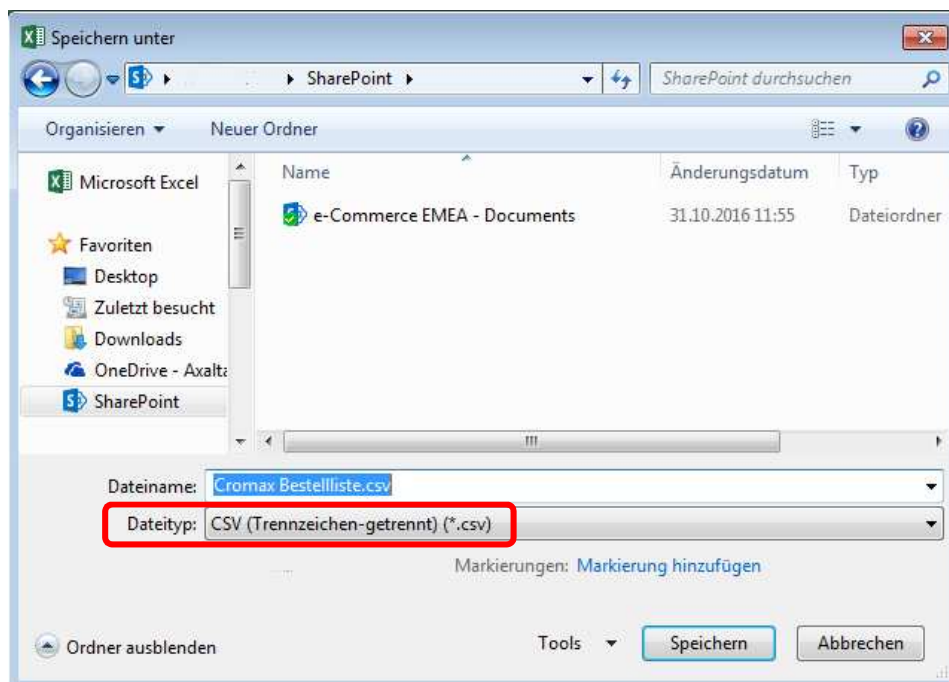 Speichern unter
SharePoint
SharePoint durchsuchen
Organisieren
Neuer Ordner
Name
Änderungsdatum
Typ
Microsoft Excel
e-Commerce EMEA - Documents
31.10.2016 11:55
Dateiordner
Favoriten
Desktop
Zuletzt besucht
Downloads
OneDrive - Axalta
SharePoint
Dateiname: Cromax Bestellliste.csv
Dateityp: CSV (Trennzeichen-getrennt) (*.csv)
Markierungen: Markierung hinzufügen
Ordner ausblenden
Tools
Speichern
Abbrechen